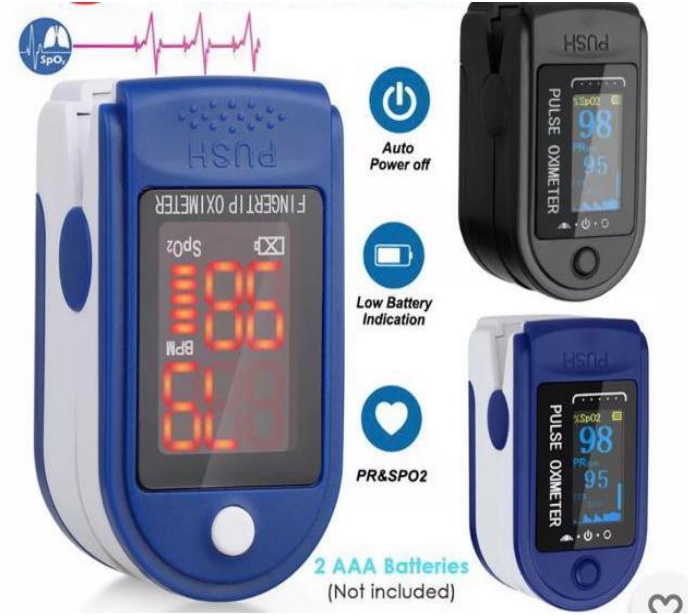 SpO₂
PUSH
FINGERTIP OXIMETER
SpO2
98
BPM
79
Auto
Power off
Low Battery
Indication
PR&SPO2
2 AAA Batteries
(Not included)
PUSH
PULSE OXIMETER
%SpO2
98
PR
95
PUSH
PULSE OXIMETER
%SpO2
98
PR
95